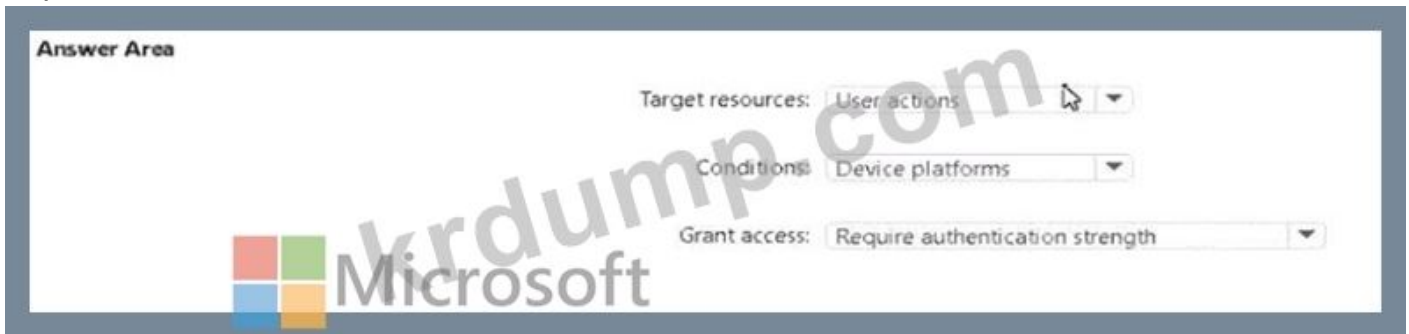 Answer Area
Target resources: User actions
Conditions: Device platforms
Grant access: Require authentication strength
krdump.com
Microsoft